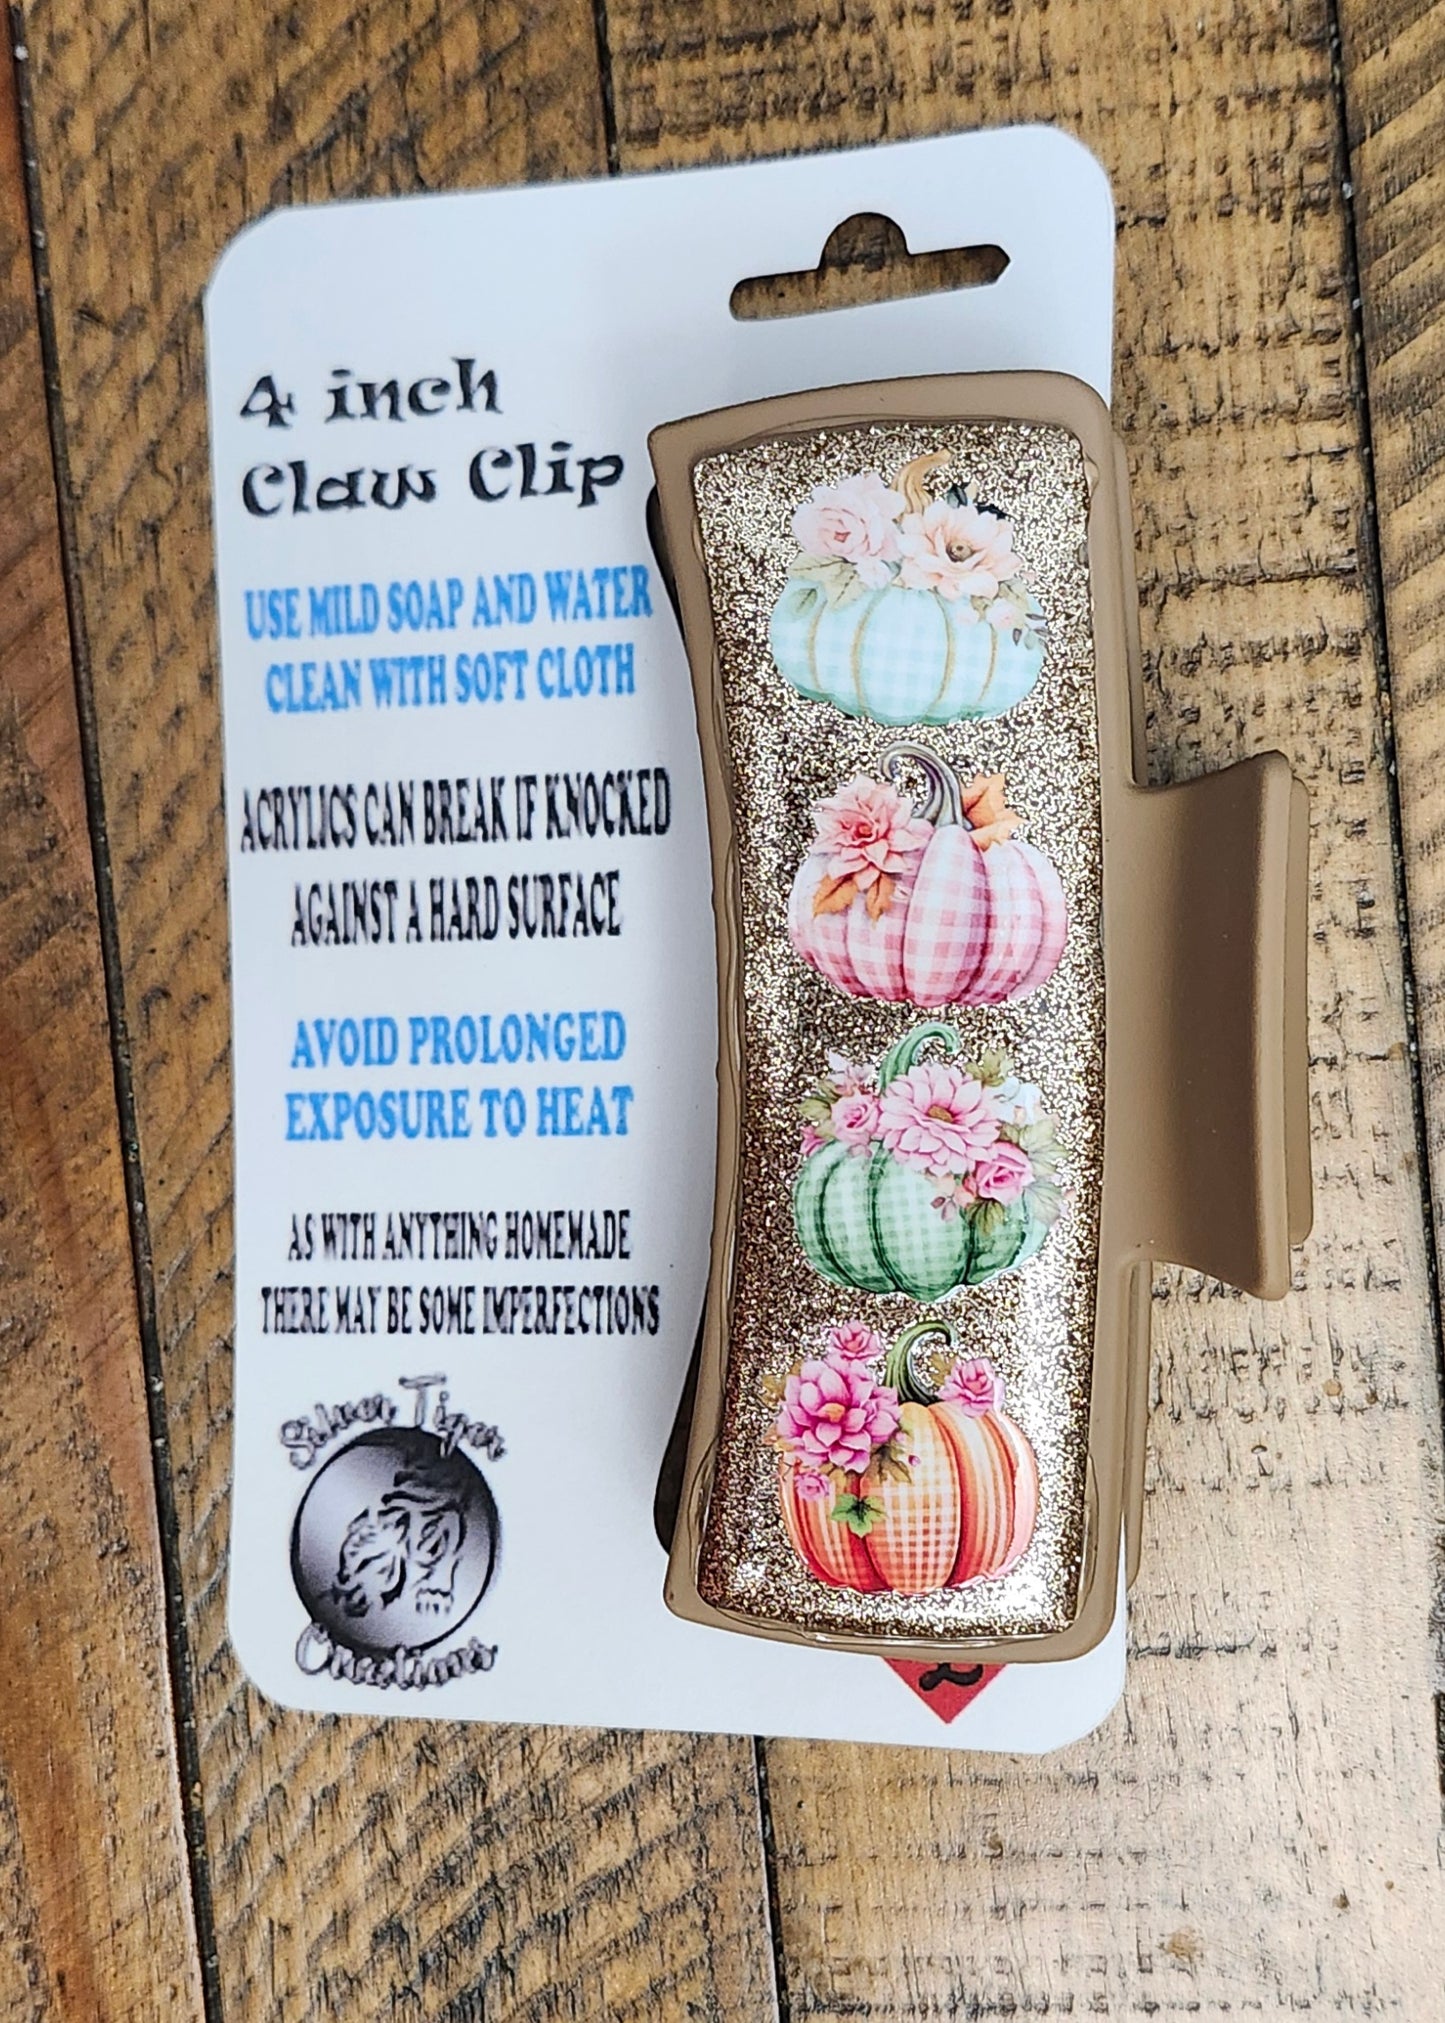 4 inch
Claw Clip
USE MILD SOAP AND WATER
CLEAN WITH SOFT CLOTH
ACRYLICS CAN BREAK IF KNOCKED
AGAINST A HARD SURFACE
AVOID PROLONGED
EXPOSURE TO HEAT
AS WITH ANYTHING HOMEMADE
THERE MAY BE SOME IMPERFECTIONS
Silver Tiger
Creations